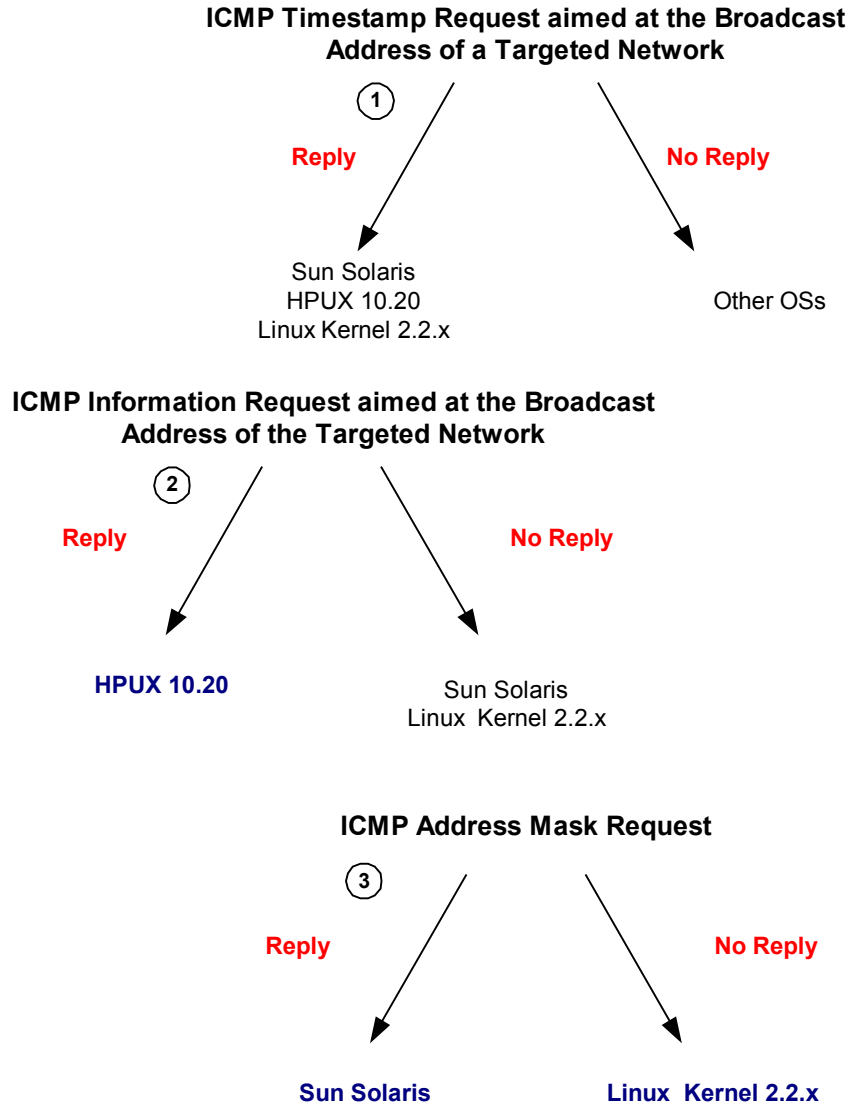 ICMP Timestamp Request aimed at the Broadcast
Address of a Targeted Network
1
Reply
No Reply
Sun Solaris
HPUX 10.20
Linux Kernel 2.2.x
Other OSs
ICMP Information Request aimed at the Broadcast
Address of the Targeted Network
2
Reply
No Reply
HPUX 10.20
Sun Solaris
Linux Kernel 2.2.x
ICMP Address Mask Request
3
Reply
No Reply
Sun Solaris
Linux Kernel 2.2.x